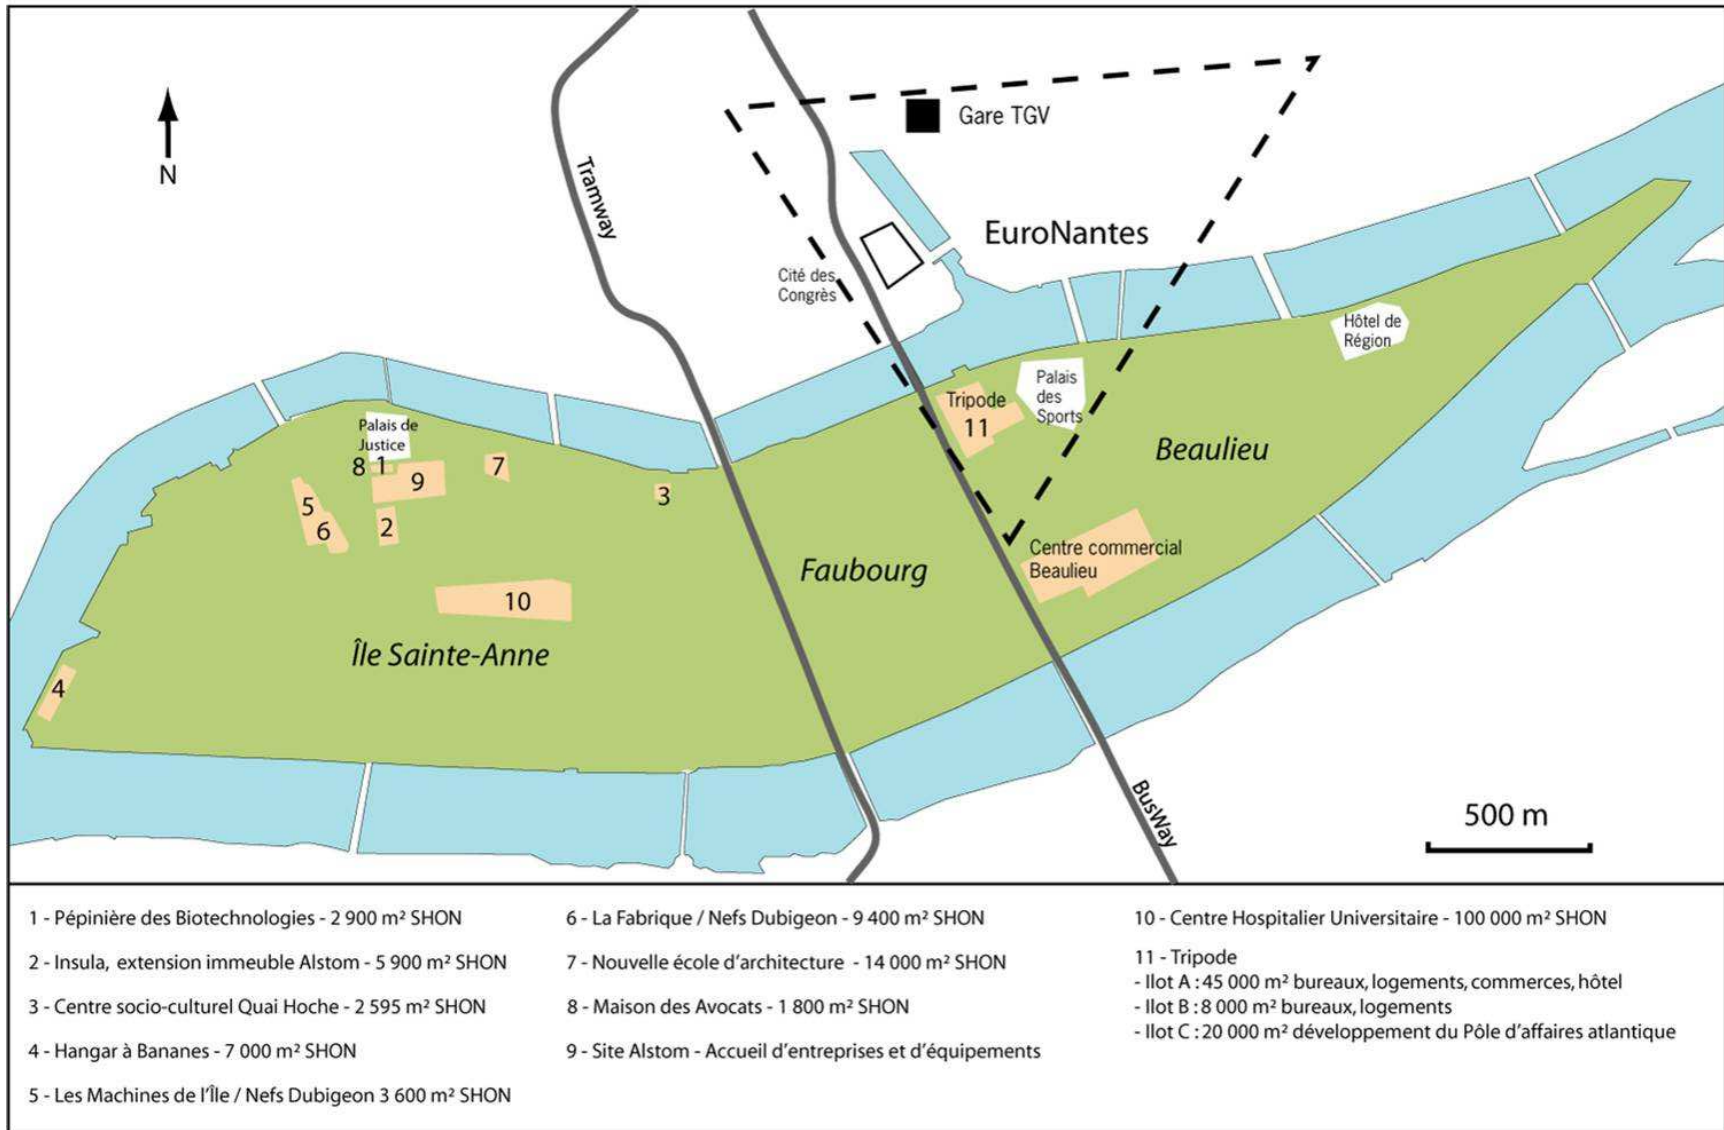 Gare TGV
N
Tramway
EuroNantes
Cité des
Congrès
Hôtel de
Région
Palais
des
Sports
Tripode
11
Palais de
Justice
8 1
9
7
3
5
6
2
Beaulieu
Centre commercial
Beaulieu
Faubourg
10
Île Sainte-Anne
4
BusWay
500 m
1 - Pépinière des Biotechnologies - 2 900 m² SHON
2 - Insula, extension immeuble Alstom - 5 900 m² SHON
3 - Centre socio-culturel Quai Hoche - 2 595 m² SHON
4 - Hangar à Bananes - 7 000 m² SHON
5 - Les Machines de l'Île / Nefs Dubigeon 3 600 m² SHON
6 - La Fabrique / Nefs Dubigeon - 9 400 m² SHON
7 - Nouvelle école d'architecture - 14 000 m² SHON
8 - Maison des Avocats - 1 800 m² SHON
9 - Site Alstom - Accueil d'entreprises et d'équipements
10 - Centre Hospitalier Universitaire - 100 000 m² SHON
11 - Tripode
- Ilot A : 45 000 m² bureaux, logements, commerces, hôtel
- Ilot B : 8 000 m² bureaux, logements
- Ilot C : 20 000 m² développement du Pôle d'affaires atlantique